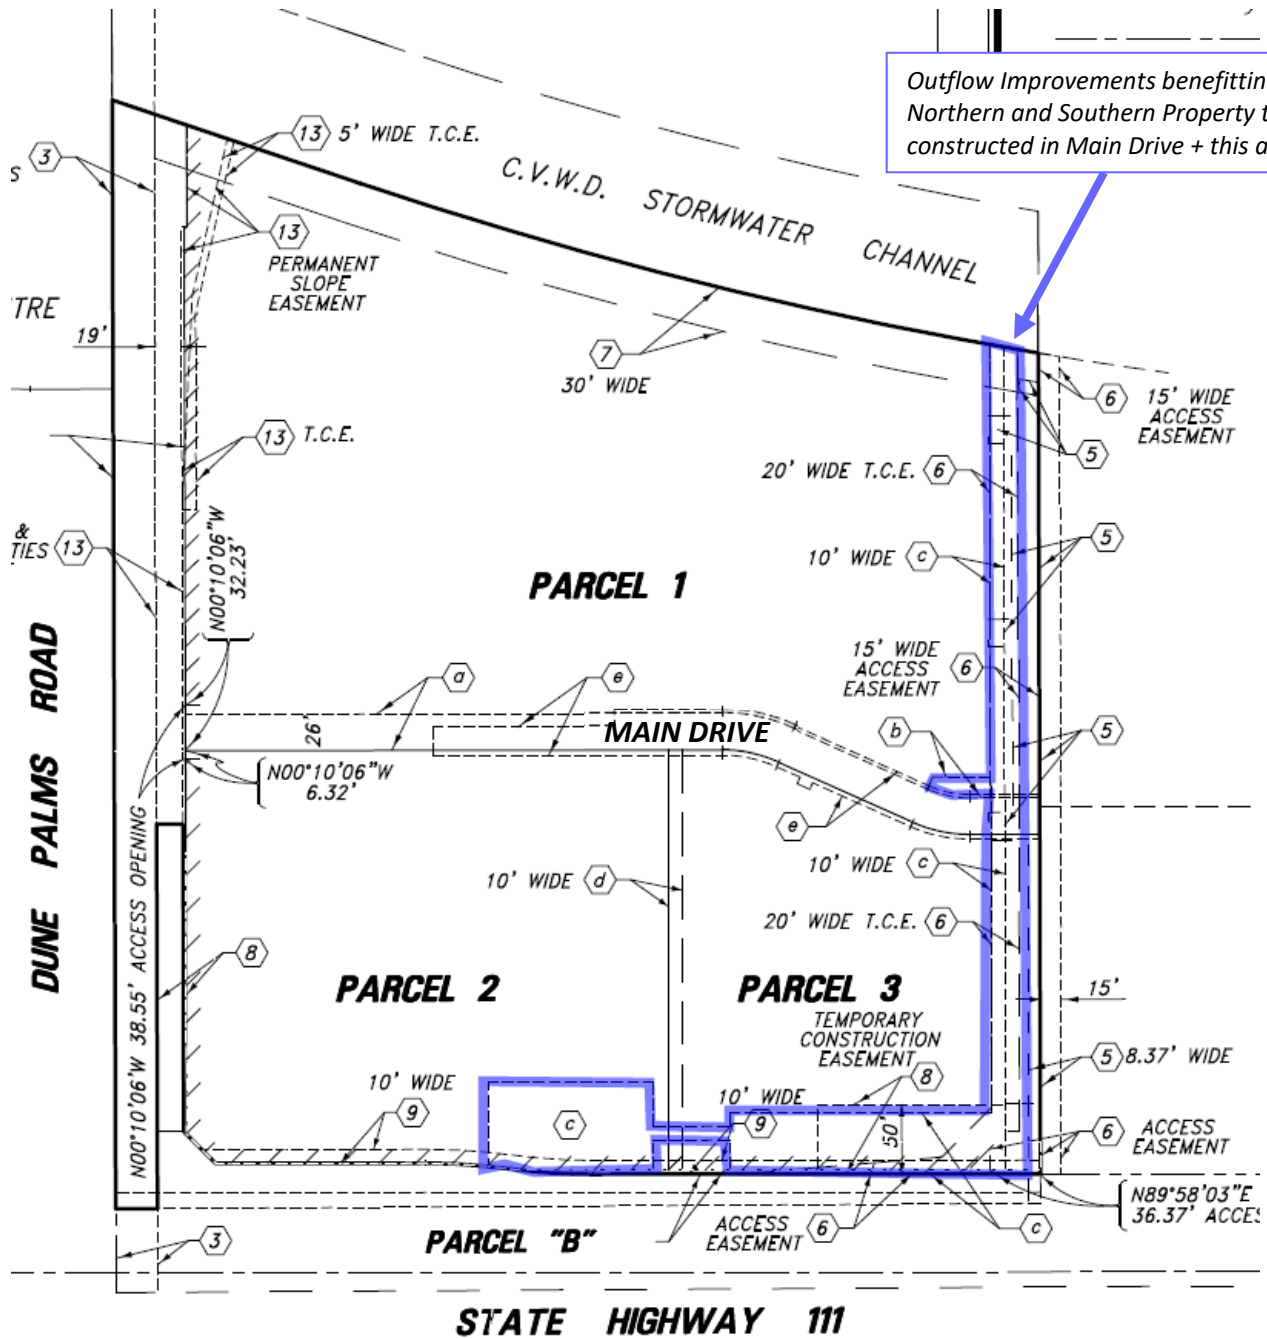 Outflow Improvements benefittin
Northern and Southern Property t
constructed in Main Drive + this a
13 5' WIDE T.C.E.
3
S
C.V.W.D. STORMWATER CHANNEL
13
PERMANENT
SLOPE
EASEMENT
TRE
19'
7
30' WIDE
6 15' WIDE
ACCESS
EASEMENT
13 T.C.E.
5
20' WIDE T.C.E. 6
&
TIES 13
N00°10'06"W
32.23'
10' WIDE c
5
PARCEL 1
15' WIDE
ACCESS
EASEMENT
6
DUNE PALMS ROAD
a
e
26'
MAIN DRIVE
b
5
N00°10'06"W
6.32'
e
N00°10'06"W 38.55' ACCESS OPENING
10' WIDE c
10' WIDE d
20' WIDE T.C.E. 6
8
PARCEL 2
PARCEL 3
15'
TEMPORARY
CONSTRUCTION
EASEMENT
5 8.37' WIDE
10' WIDE
8
10' WIDE
9
c
9
50'
6 ACCESS
EASEMENT
N89°58'03"E
36.37' ACCES
3
PARCEL "B"
ACCESS
EASEMENT
6
c
STATE HIGHWAY 111